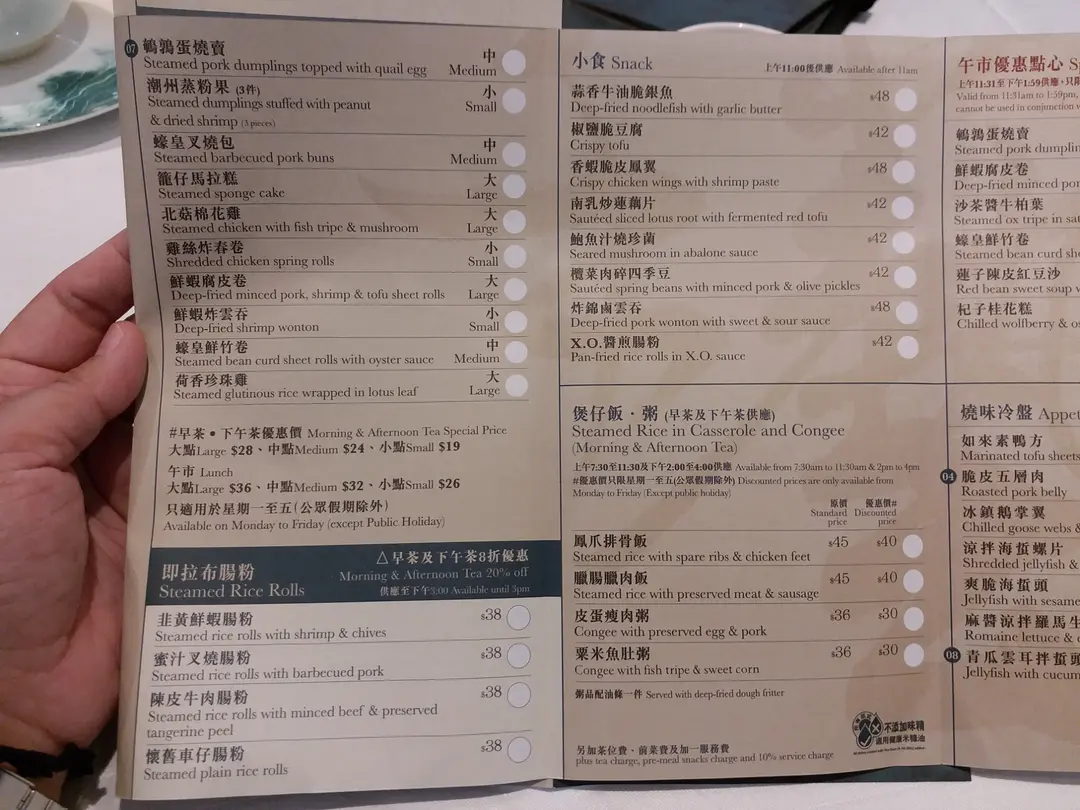 07
鵪鶉蛋燒賣
Steamed pork dumplings topped with quail egg
中
Medium
潮州蒸粉果 (3件)
Steamed dumplings stuffed with peanut
& dried shrimp (3 pieces)
小
Small
蠔皇叉燒包
Steamed barbecued pork buns
中
Medium
籠仔馬拉糕
Steamed sponge cake
大
Large
北菇棉花雞
Steamed chicken with fish tripe & mushroom
大
Large
雞絲炸春卷
Shredded chicken spring rolls
小
Small
鮮蝦腐皮卷
Deep-fried minced pork, shrimp & tofu sheet rolls
大
Large
鮮蝦炸雲吞
Deep-fried shrimp wonton
小
Small
蠔皇鮮竹卷
Steamed bean curd sheet rolls with oyster sauce
中
Medium
荷香珍珠雞
Steamed glutinous rice wrapped in lotus leaf
大
Large
#早茶•下午茶優惠價 Morning & Afternoon Tea Special Price
大點Large $28、中點Medium $24、小點Small $19
午市 Lunch
大點Large $36、中點Medium $32、小點Small $26
只適用於星期一至五(公眾假期除外)
Available on Monday to Friday (except Public Holiday)
即拉布腸粉
Steamed Rice Rolls
△早茶及下午茶8折優惠
Morning & Afternoon Tea 20% off
供應至下午3:00 Available until 3pm
韭黃鮮蝦腸粉
Steamed rice rolls with shrimp & chives
$38
蜜汁叉燒腸粉
Steamed rice rolls with barbecued pork
$38
陳皮牛肉腸粉
Steamed rice rolls with minced beef & preserved
tangerine peel
$38
懷舊車仔腸粉
Steamed plain rice rolls
$38
小食 Snack
上午11:00後供應 Available after 11am
蒜香牛油脆銀魚
Deep-fried noodlefish with garlic butter
$48
椒鹽脆豆腐
Crispy tofu
$42
香蝦脆皮鳳翼
Crispy chicken wings with shrimp paste
$48
南乳炒蓮藕片
Sautéed sliced lotus root with fermented red tofu
$42
鮑魚汁燒珍菌
Seared mushroom in abalone sauce
$42
欖菜肉碎四季豆
Sautéed spring beans with minced pork & olive pickles
$42
炸錦鹵雲吞
Deep-fried pork wonton with sweet & sour sauce
$48
X.O.醬煎腸粉
Pan-fried rice rolls in X.O. sauce
$42
煲仔飯‧粥 (早茶及下午茶供應)
Steamed Rice in Casserole and Congee
(Morning & Afternoon Tea)
上午7:30至11:30及下午2:00至4:00供應 Available from 7:30am to 11:30am & 2pm to 4pm
#優惠價只限星期一至五(公眾假期除外) Discounted prices are only available from
Monday to Friday (Except public holiday)
原價
Standard
price
優惠價#
Discounted
price
鳳爪排骨飯
Steamed rice with spare ribs & chicken feet
$45
$40
臘腸臘肉飯
Steamed rice with preserved meat & sausage
$45
$40
皮蛋瘦肉粥
Congee with preserved egg & pork
$36
$30
粟米魚肚粥
Congee with fish tripe & sweet corn
$36
$30
粥品配油條一件 Served with deep-fried dough fritter
不添加味精
選用健康米糠油
另加茶位費、前菜費及加一服務費
plus tea charge, pre-meal snacks charge and 10% service charge
午市優惠點心
上午11:31至下午1:59供應，只限
Valid from 11:31am to 1:59pm,
cannot be used in conjunction
鵪鶉蛋燒賣
Steamed pork dumplin
鮮蝦腐皮卷
Deep-fried minced por
沙茶醬牛柏葉
Steamed ox tripe in sat
蠔皇鮮竹卷
Steamed bean curd she
蓮子陳皮紅豆沙
Red bean sweet soup w
杞子桂花糕
Chilled wolfberry & os
燒味冷盤 Appet
如來素鴨方
Marinated tofu sheets
04
脆皮五層肉
Roasted pork belly
冰鎮鵝掌翼
Chilled goose webs &
涼拌海蜇螺片
Shredded jellyfish &
爽脆海蜇頭
Jellyfish with sesame
麻醬涼拌羅馬生
Romaine lettuce &
08
青瓜雲耳拌蜇頭
Jellyfish with cucum